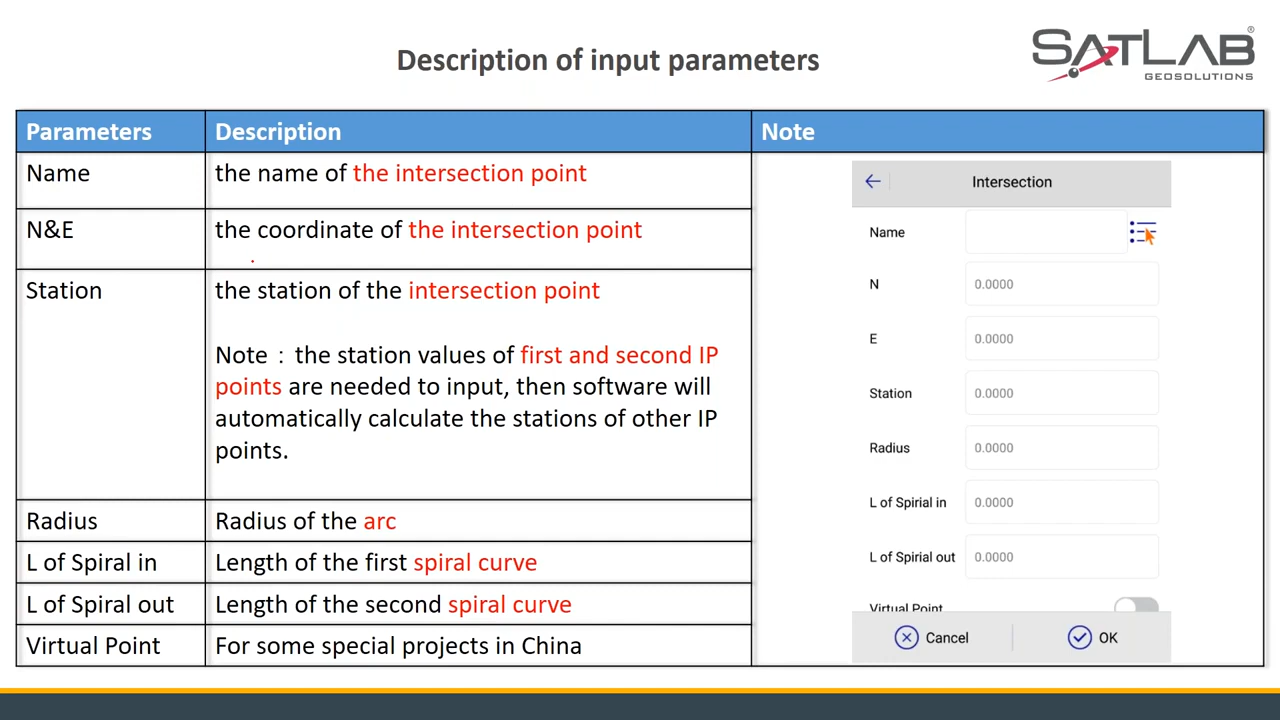 Description of input parameters
SATLAB®
GEOSOLUTIONS
Parameters Description Note
Name the name of the intersection point
N&E the coordinate of the intersection point
Station the station of the intersection point
Note : the station values of first and second IP
points are needed to input, then software will
automatically calculate the stations of other IP
points.
Radius Radius of the arc
L of Spiral in Length of the first spiral curve
L of Spiral out Length of the second spiral curve
Virtual Point For some special projects in China
Intersection
Name
N 0.0000
E 0.0000
Station 0.0000
Radius 0.0000
L of Spirial in 0.0000
L of Spirial out 0.0000
Virtual Point
Cancel OK